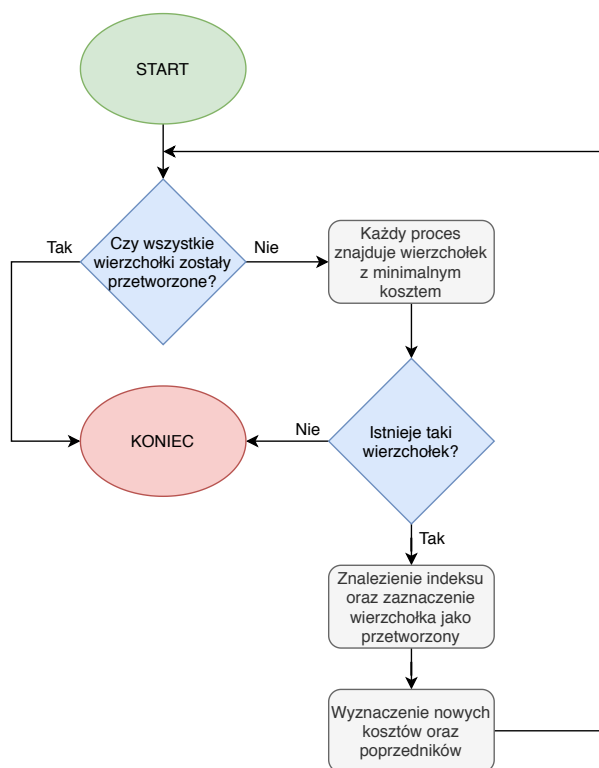 START
Czy wszystkie
wierzchołki zostały
przetworzone?
Tak
Nie
Każdy proces
znajduje wierzchołek
z minimalnym
kosztem
Istnieje taki
wierzchołek?
Nie
KONIEC
Tak
Znalezienie indeksu
oraz zaznaczenie
wierzchołka jako
przetworzony
Wyznaczenie nowych
kosztów oraz
poprzedników